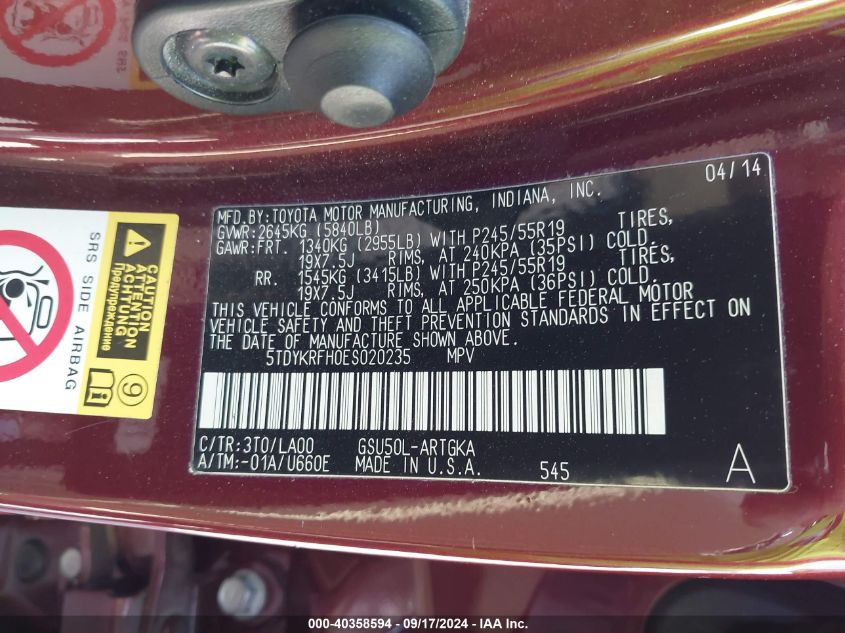 04/14
MFD.BY:TOYOTA MOTOR MANUFACTURING, INDIANA, INC.
GVWR:2645KG (5840LB)
GAWR:FRT. 1340KG (2955LB) WITH P245/55R19 TIRES,
19X7.5J RIMS, AT 240KPA (35PSI) COLD.
RR. 1545KG (3415LB) WITH P245/55R19 TIRES,
19X7.5J RIMS, AT 250KPA (36PSI) COLD.
THIS VEHICLE CONFORMS TO ALL APPLICABLE FEDERAL MOTOR
VEHICLE SAFETY AND THEFT PREVENTION STANDARDS IN EFFECT ON
THE DATE OF MANUFACTURE SHOWN ABOVE.
5TDYKRFH0ES020235 MPV
C/TR:3T0/LA00 GSU50L-ARTGKA
A/TM:-01A/U660E MADE IN U.S.A. 545
A
SRS SIDE AIRBAG
CAUTION
ACHTUNG
ATTENTION
Предупреждение
9
000-40358594 - 09/17/2024 - IAA Inc.